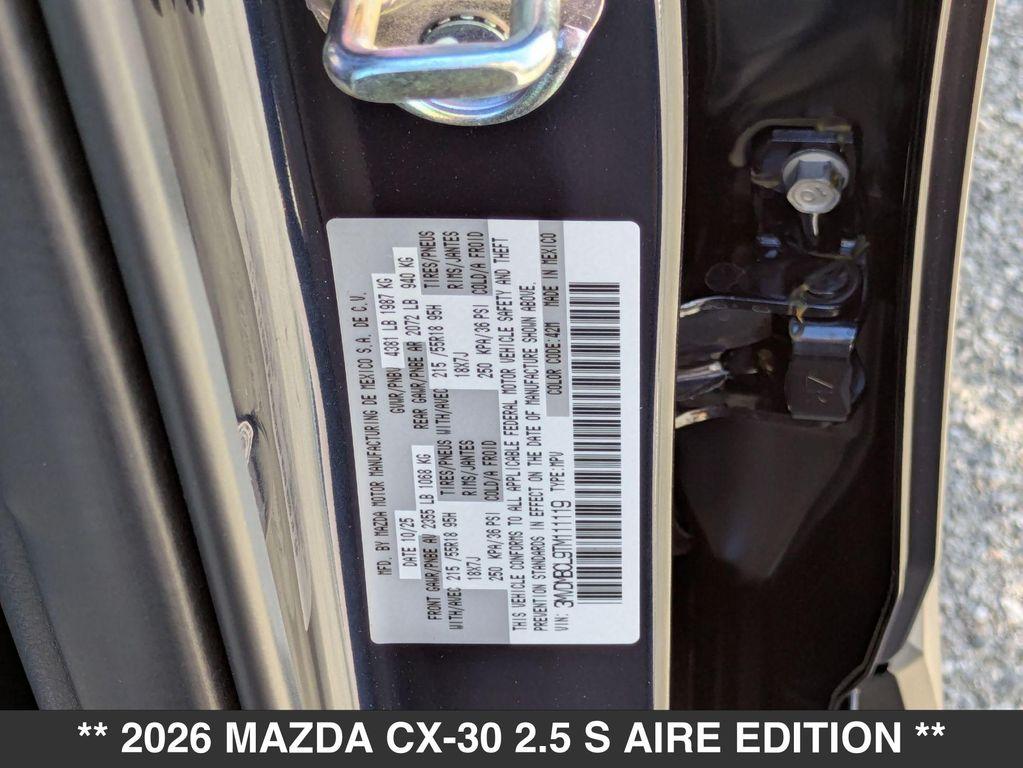 MFD. BY MAZDA MOTOR MANUFACTURING DE MEXICO S.A. DE C.V.
DATE 10/25 GVWR/PNBV 4381 LB 1987 KG
FRONT GAWR/PNBE AV 2355 LB 1068 KG REAR GAWR/PNBE AR 2072 LB 940 KG
WITH/AVEC 215 /55R18 95H TIRES/PNEUS WITH/AVEC 215 /55R18 95H TIRES/PNEUS
18X7J RIMS/JANTES 18X7J RIMS/JANTES
250 KPA/36 PSI COLD/A FROID 250 KPA/36 PSI COLD/A FROID
THIS VEHICLE CONFORMS TO ALL APPLICABLE FEDERAL MOTOR VEHICLE SAFETY AND THEFT
PREVENTION STANDARDS IN EFFECT ON THE DATE OF MANUFACTURE SHOWN ABOVE.
VIN: 3MVDMBCL9TM111119 TYPE:MPV COLOR CODE:42M MADE IN MEXICO
** 2026 MAZDA CX-30 2.5 S AIRE EDITION **